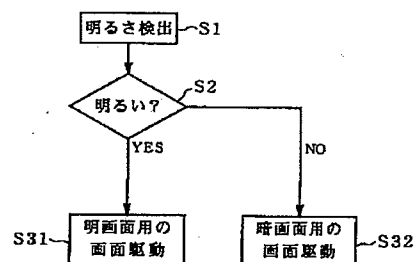 明るさ検出
S1
明るい?
S2
YES
NO
明画面用の
画面駆動
S31
暗画面用の
画面駆動
S32